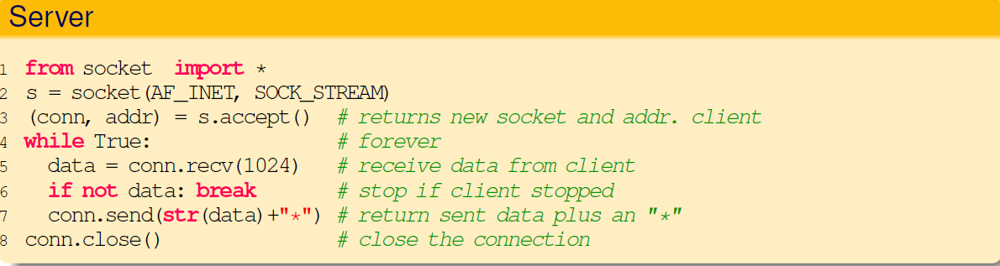 Server
1 from socket import *
2 s = socket(AF_INET, SOCK_STREAM)
3 (conn, addr) = s.accept() # returns new socket and addr. client
4 while True: # forever
5 data = conn.recv(1024) # receive data from client
6 if not data: break # stop if client stopped
7 conn.send(str(data)+"*") # return sent data plus an "*"
8 conn.close() # close the connection